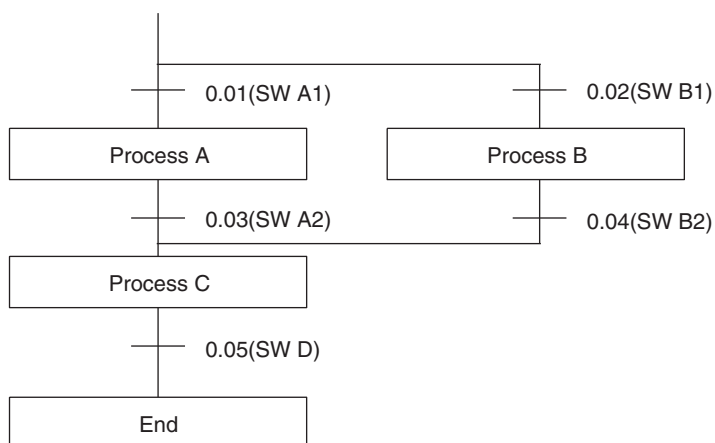 0.01(SW A1)
0.02(SW B1)
Process A
Process B
0.03(SW A2)
0.04(SW B2)
Process C
0.05(SW D)
End